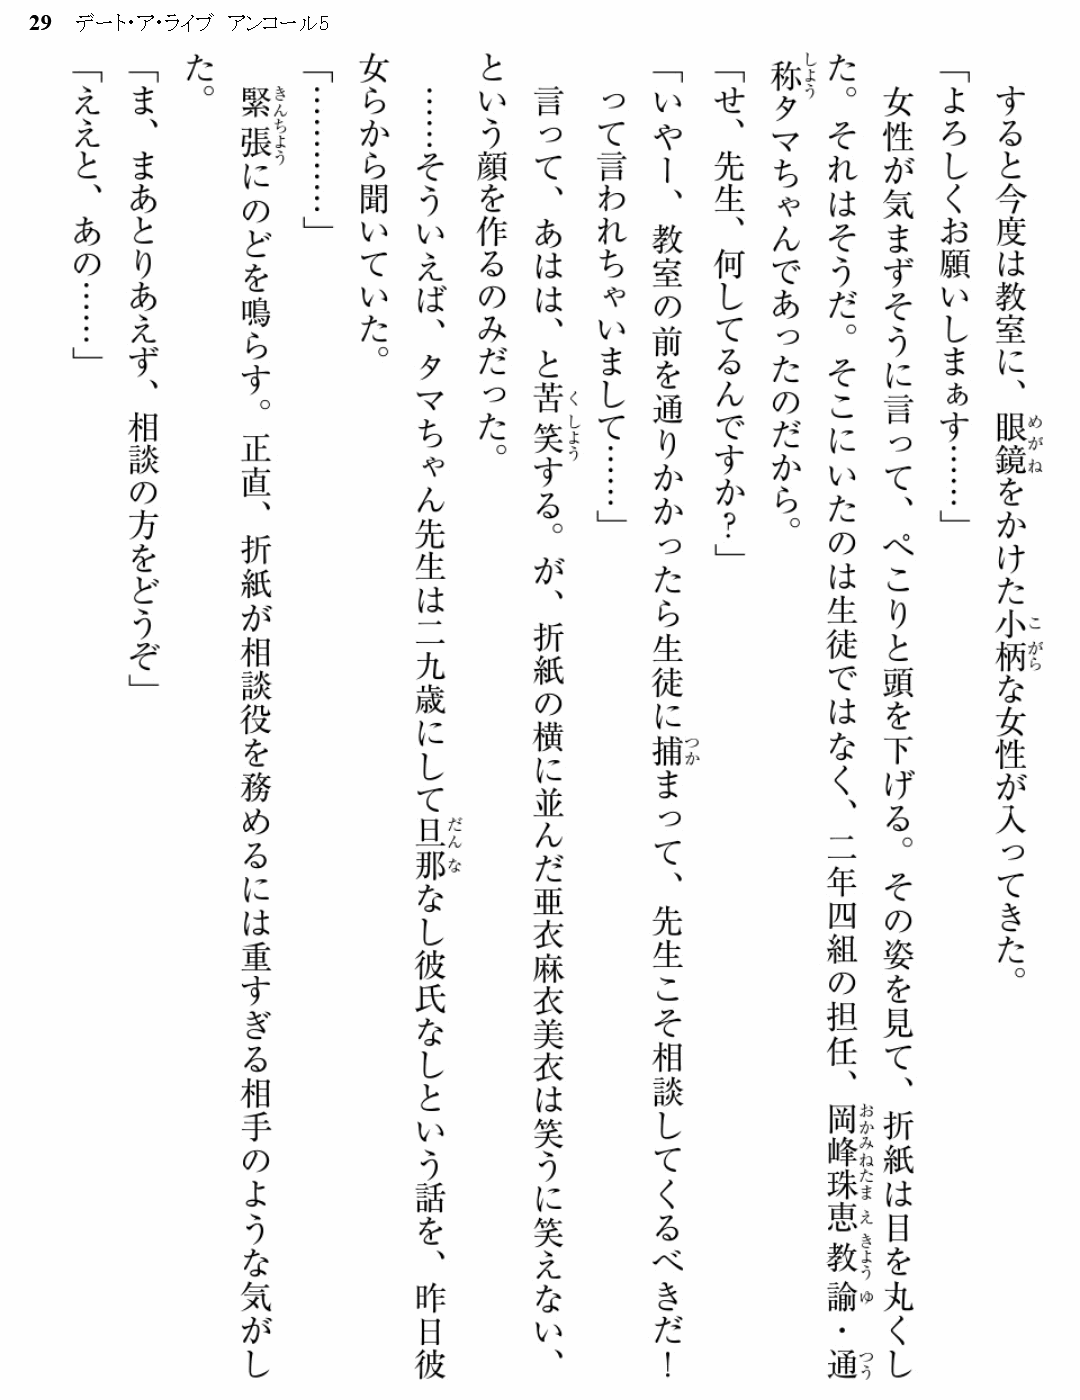 29 デート・ア・ライブ アンコール5
すると今度は教室に、眼鏡をかけた小柄な女性が入ってきた。
「よろしくお願いしまぁす……」
女性が気まずそうに言って、ぺこりと頭を下げる。その姿を見て、折紙は目を丸くし
た。それはそうだ。そこにいたのは生徒ではなく、二年四組の担任、岡峰珠恵教諭・通
称タマちゃんであったのだから。
「せ、先生、何してるんですか？」
「いやー、教室の前を通りかかったら生徒に捕まって、先生こそ相談してくるべきだ！
って言われちゃいまして……」
言って、あはは、と苦笑する。が、折紙の横に並んだ亜衣麻衣美衣は笑うに笑えない、
という顔を作るのみだった。
……そういえば、タマちゃん先生は二九歳にして旦那なし彼氏なしという話を、昨日彼
女らから聞いていた。
「…………」
緊張にのどを鳴らす。正直、折紙が相談役を務めるには重すぎる相手のような気がし
た。
「ま、まあとりあえず、相談の方をどうぞ」
「ええと、あの……」